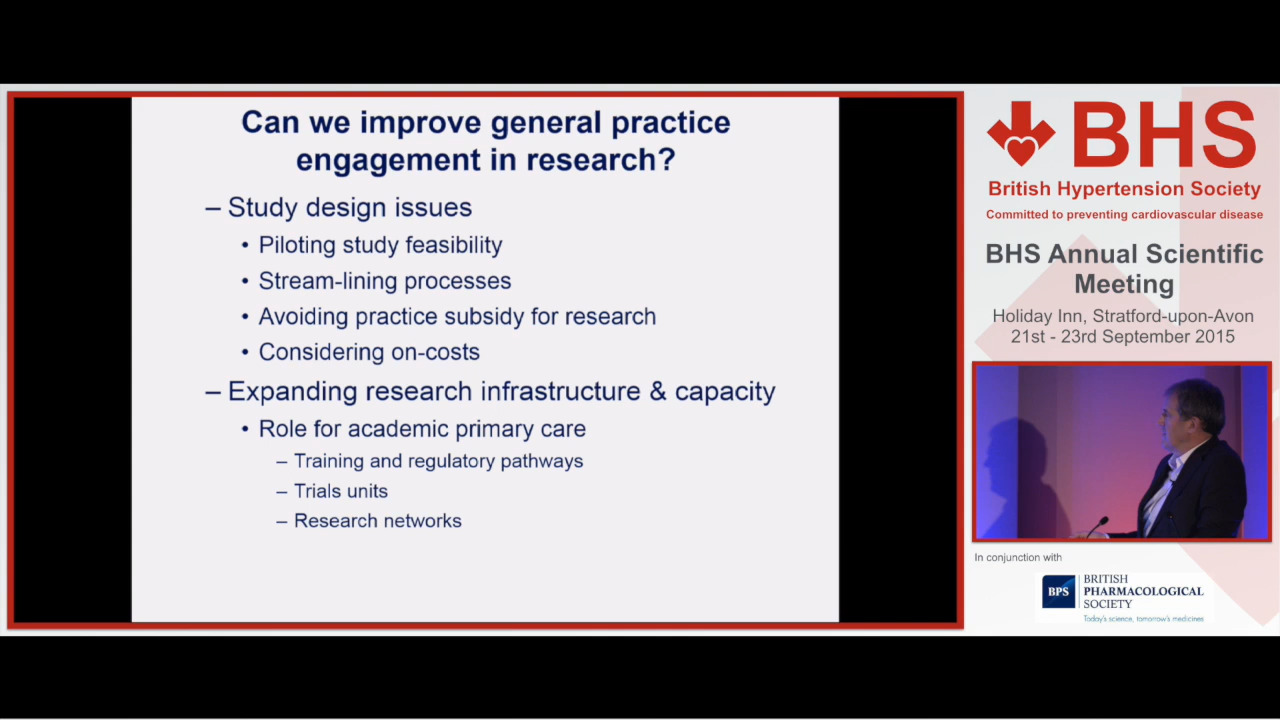 Can we improve general practice
engagement in research?
– Study design issues
• Piloting study feasibility
• Stream-lining processes
• Avoiding practice subsidy for research
• Considering on-costs
– Expanding research infrastructure & capacity
• Role for academic primary care
– Training and regulatory pathways
– Trials units
– Research networks
BHS
British Hypertension Society
Committed to preventing cardiovascular disease
BHS Annual Scientific
Meeting
Holiday Inn, Stratford-upon-Avon
21st - 23rd September 2015
In conjunction with
BPS
BRITISH
PHARMACOLOGICAL
SOCIETY
Today's science, tomorrow's medicines